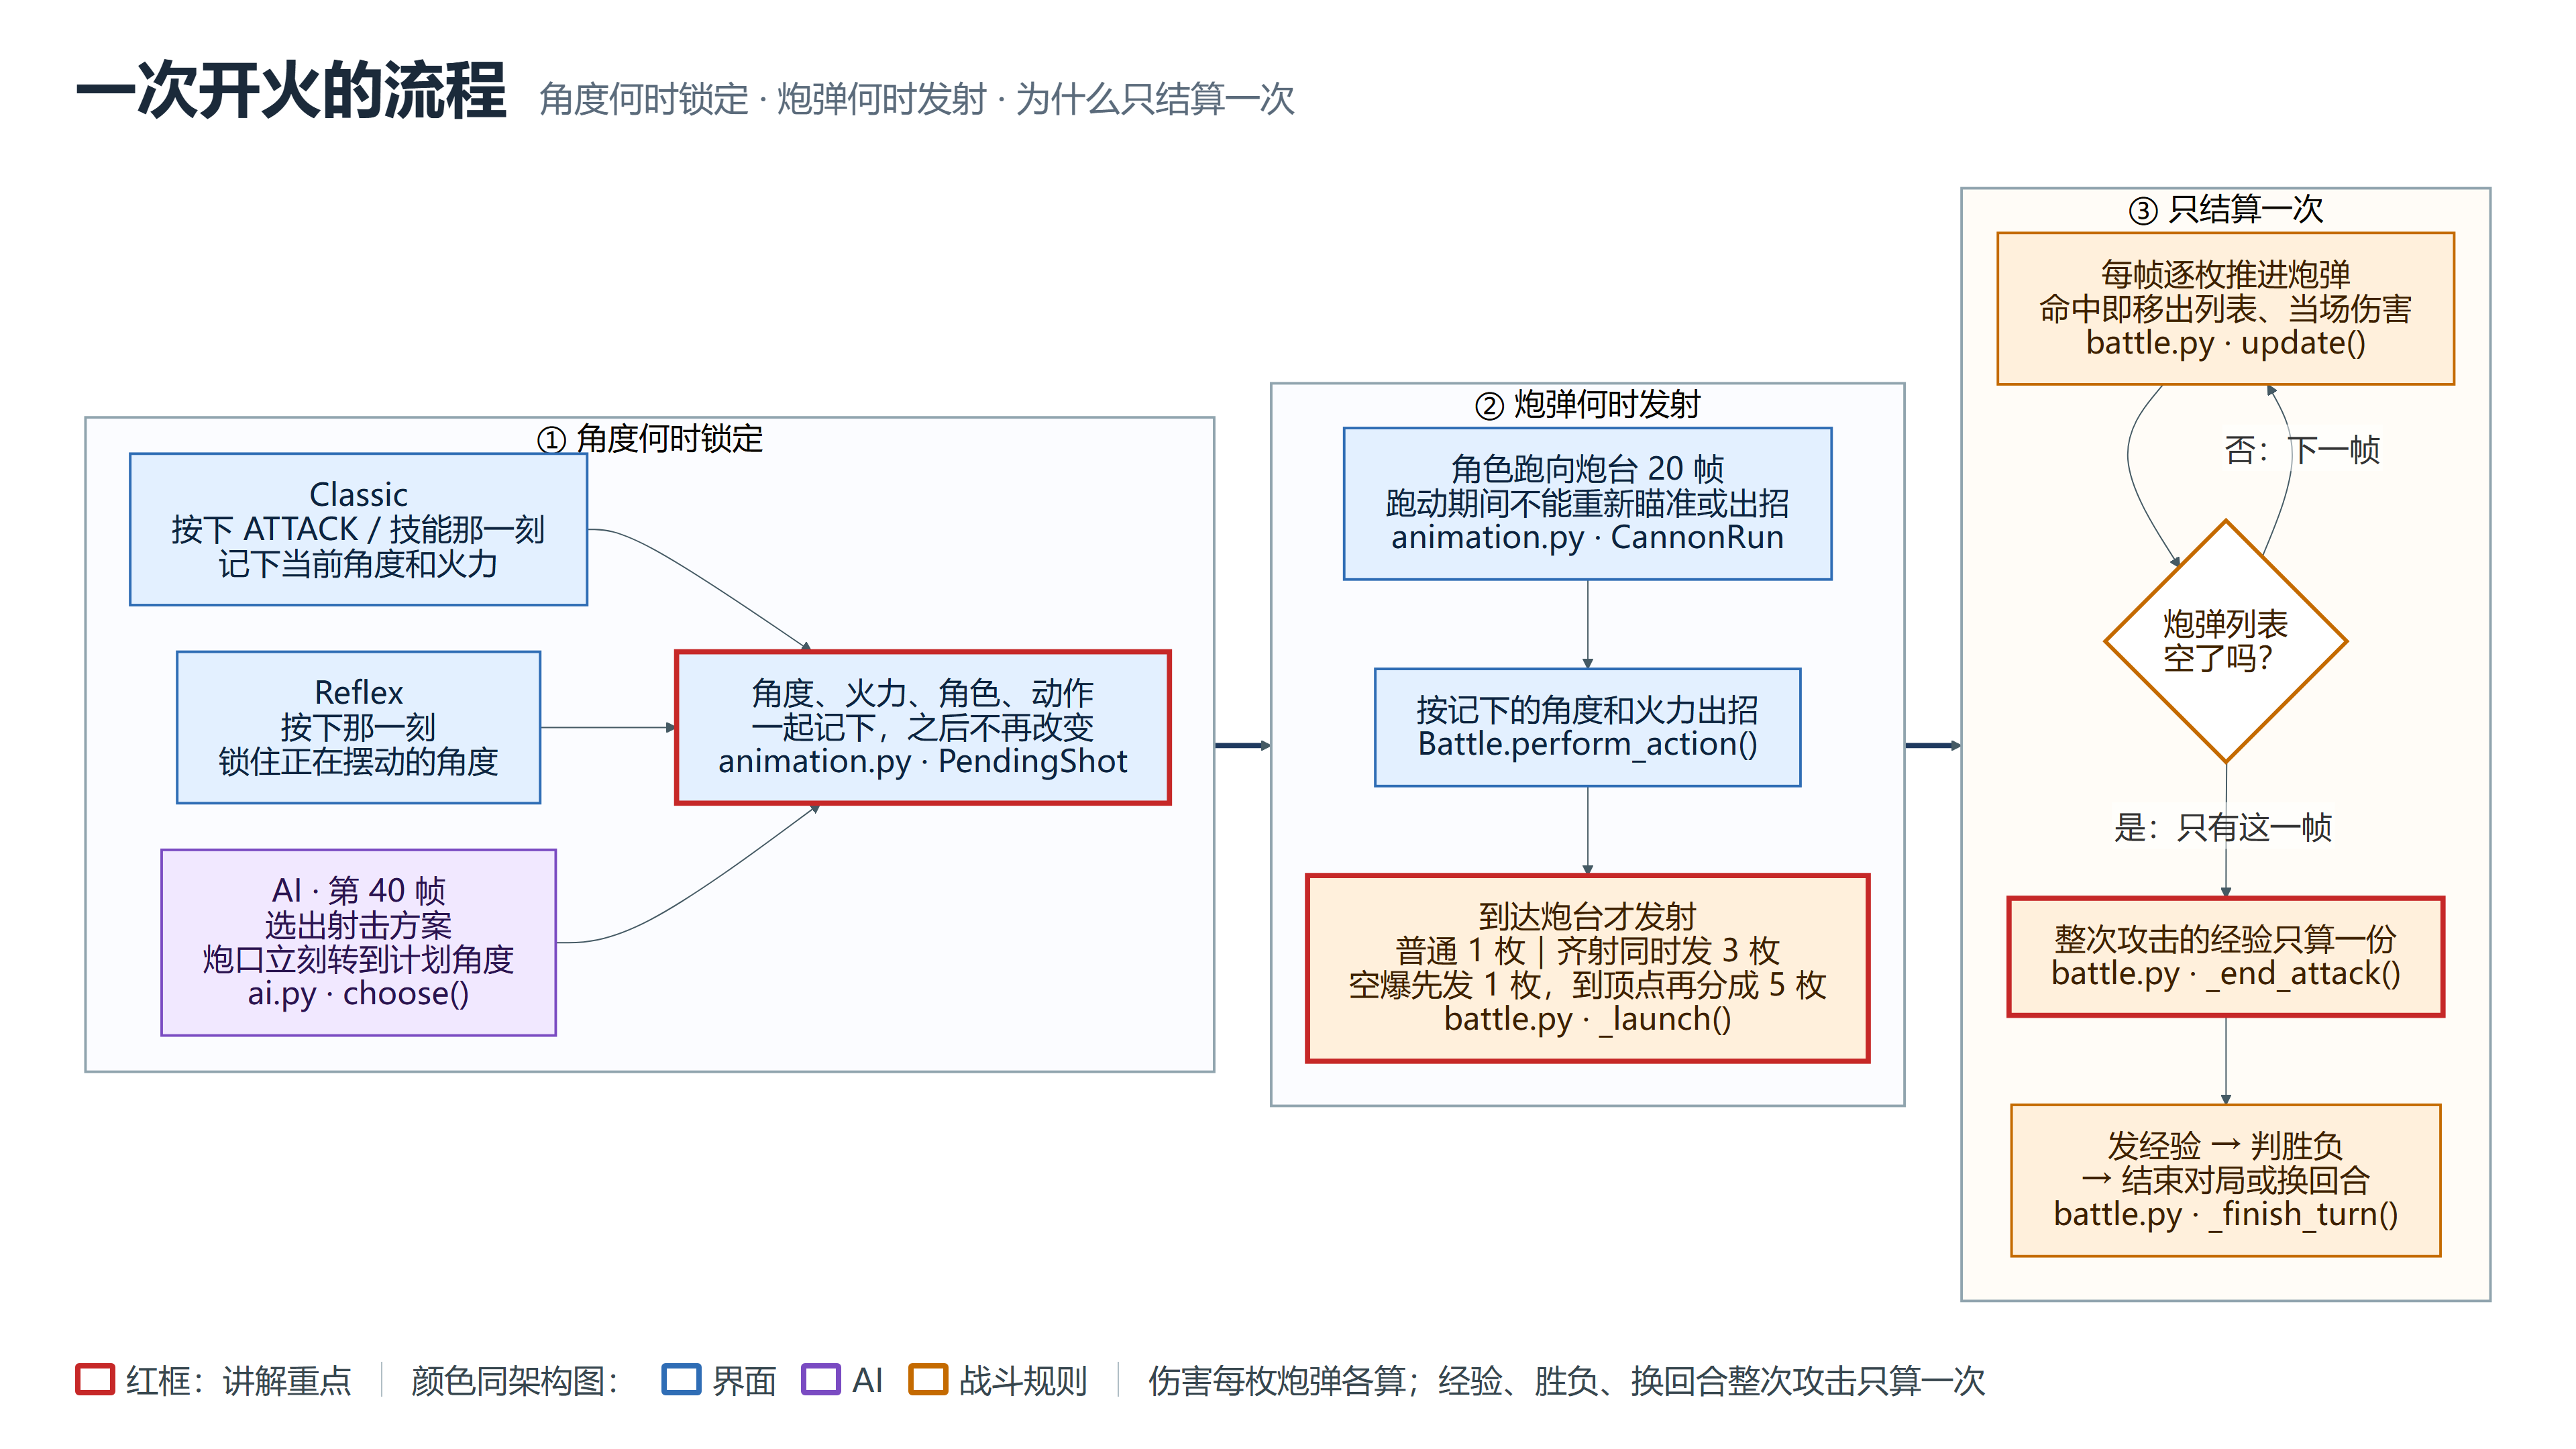 一次开火的流程
角度何时锁定 · 炮弹何时发射 · 为什么只结算一次
① 角度何时锁定
Classic
按下 ATTACK / 技能那一刻
记下当前角度和火力
Reflex
按下那一刻
锁住正在摆动的角度
AI · 第 40 帧
选出射击方案
炮口立刻转到计划角度
ai.py · choose()
角度、火力、角色、动作
一起记下，之后不再改变
animation.py · PendingShot
② 炮弹何时发射
角色跑向炮台 20 帧
跑动期间不能重新瞄准或出招
animation.py · CannonRun
按记下的角度和火力出招
Battle.perform_action()
到达炮台才发射
普通 1 枚 | 齐射同时发 3 枚
空爆先发 1 枚，到顶点再分成 5 枚
battle.py · _launch()
③ 只结算一次
每帧逐枚推进炮弹
命中即移出列表、当场伤害
battle.py · update()
否：下一帧
炮弹列表
空了吗？
是：只有这一帧
整次攻击的经验只算一份
battle.py · _end_attack()
发经验 → 判胜负
→ 结束对局或换回合
battle.py · _finish_turn()
红框：讲解重点
颜色同架构图：
界面
AI
战斗规则
伤害每枚炮弹各算；经验、胜负、换回合整次攻击只算一次